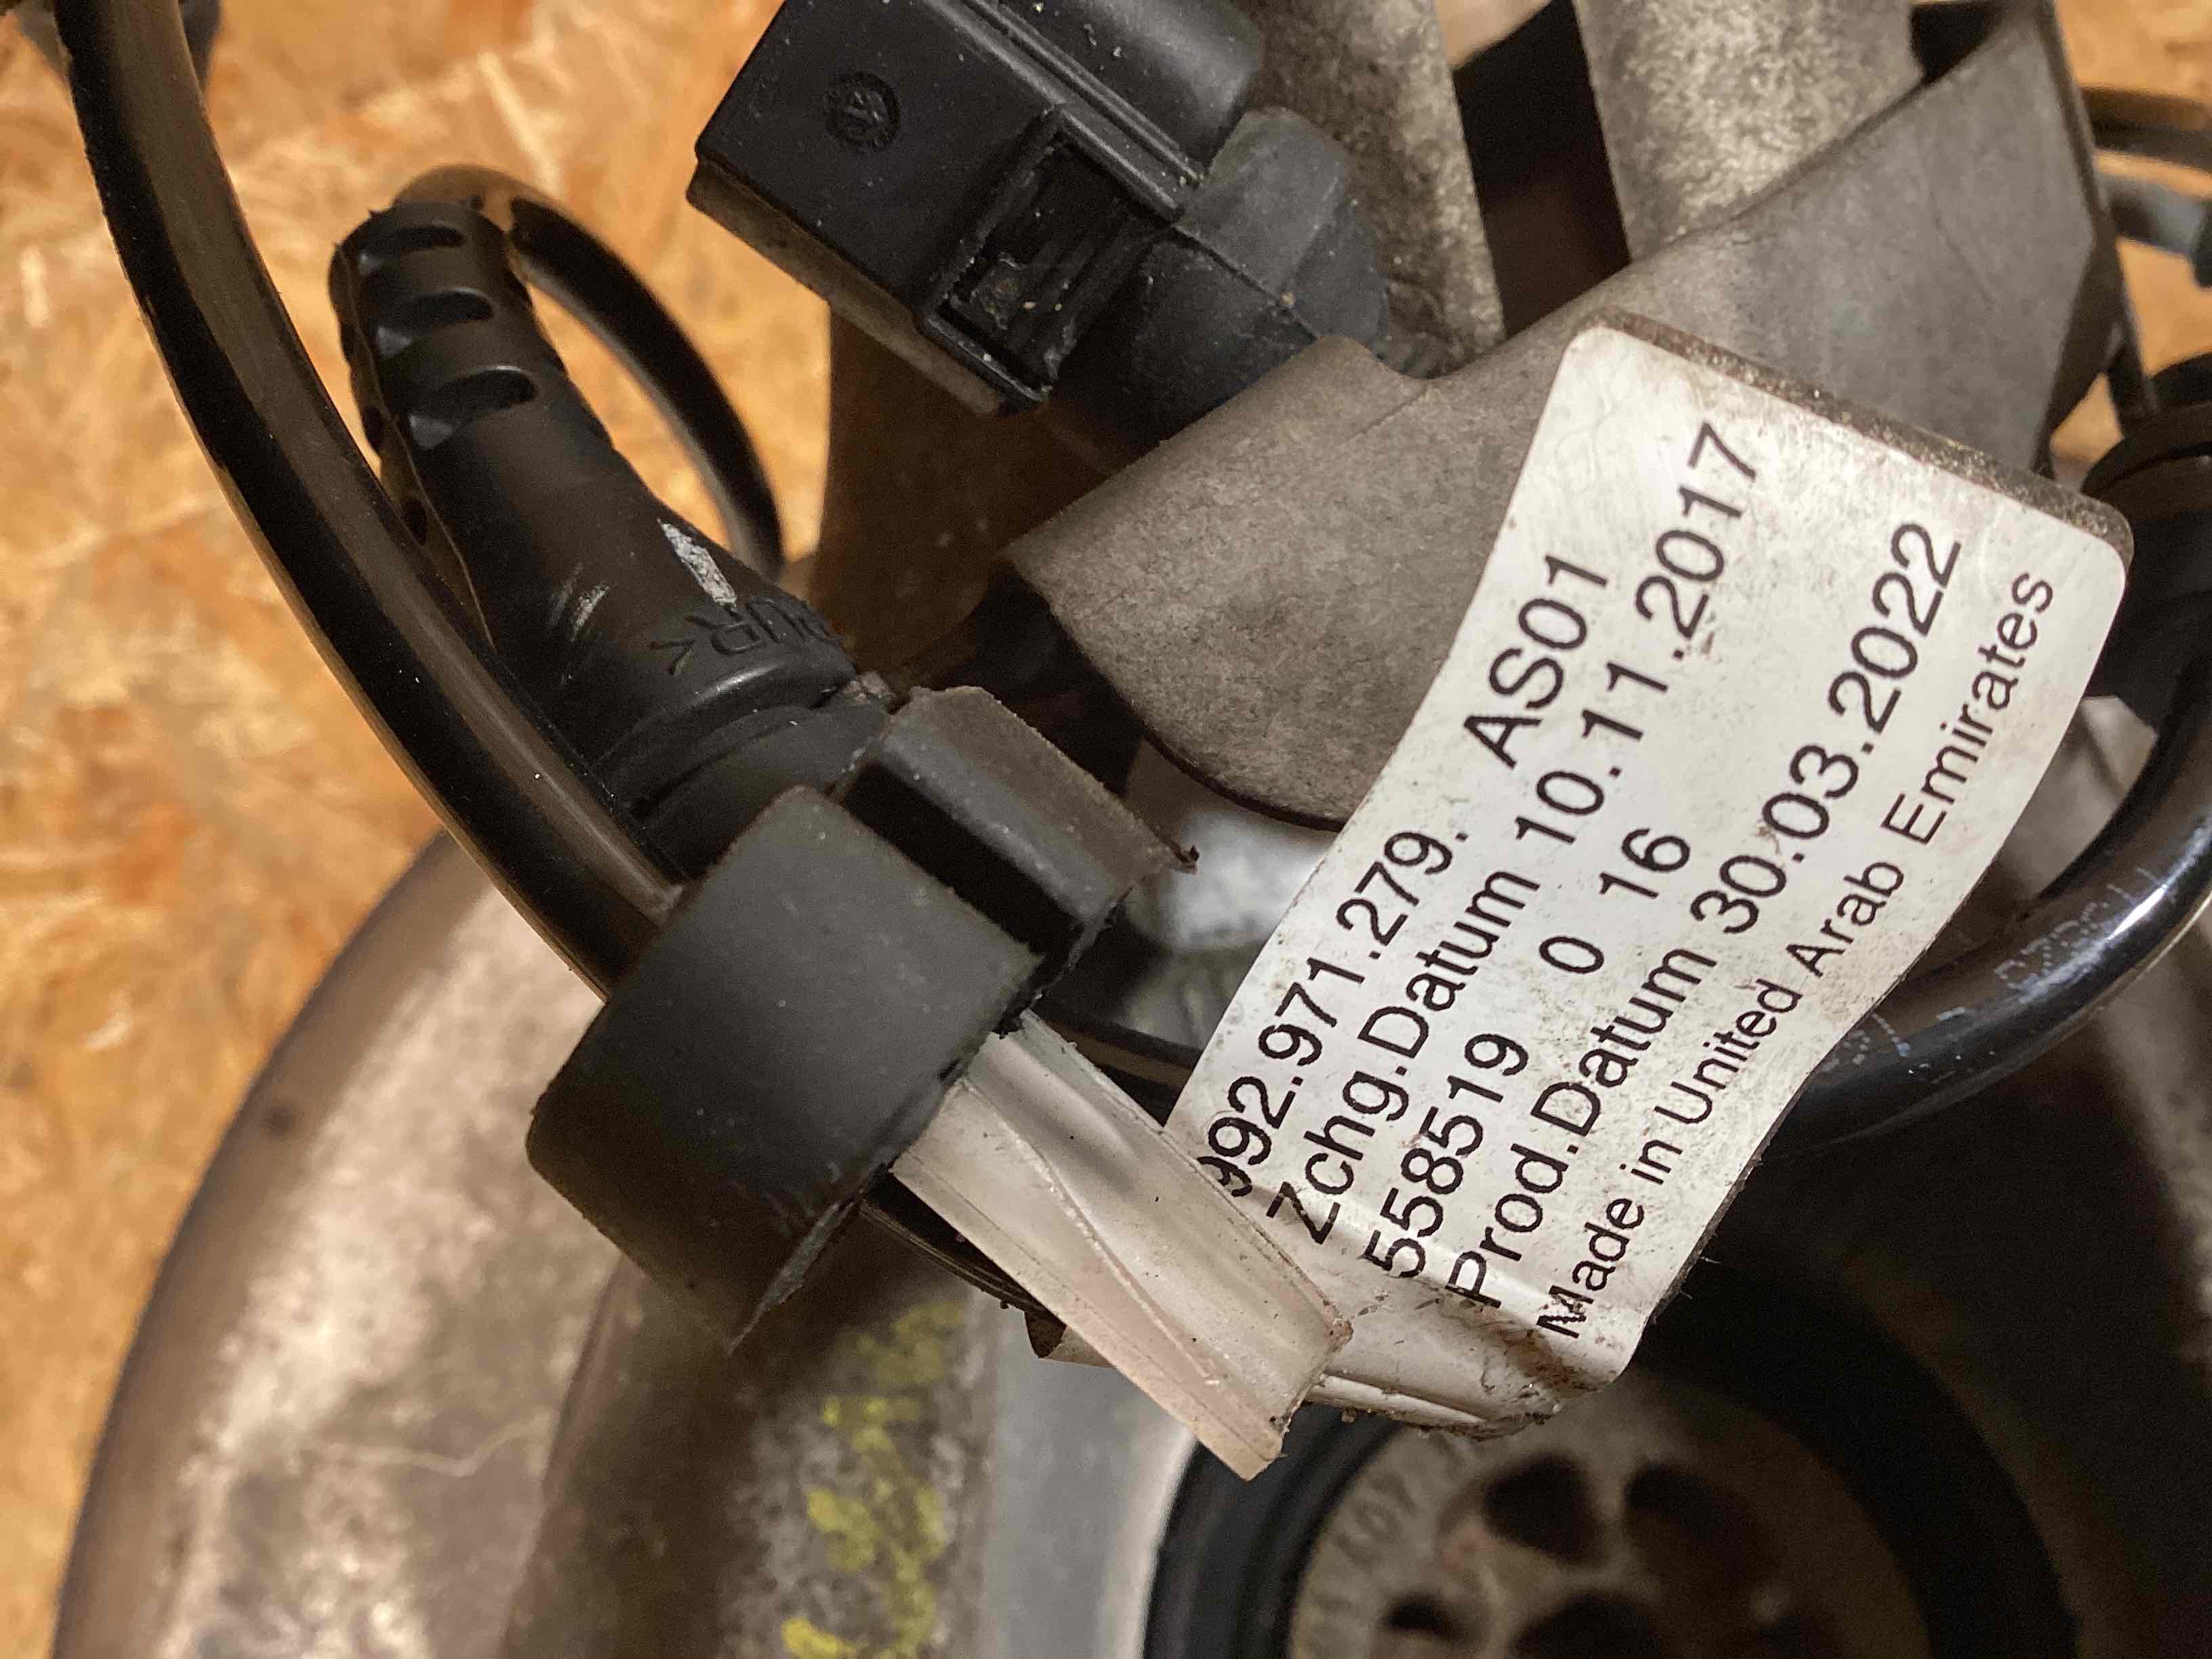 992.971.279. AS01
Zchg.Datum 10.11.2017
558519 0 16
Prod.Datum 30.03.2022
Made in United Arab Emirates
PUR<